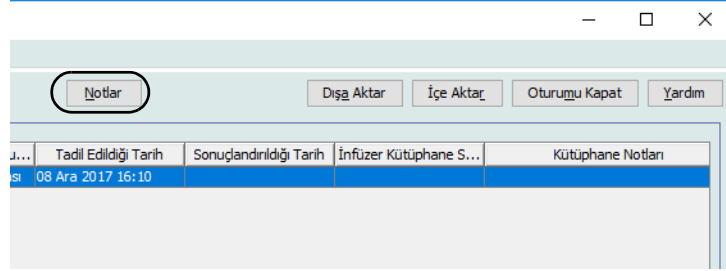 Notlar Dışa Aktar İçe Aktar Oturumu Kapat Yardım
u... Tadil Edildiği Tarih Sonuçlandırıldığı Tarih İnfüzer Kütüphane S... Kütüphane Notları
ası 08 Ara 2017 16:10